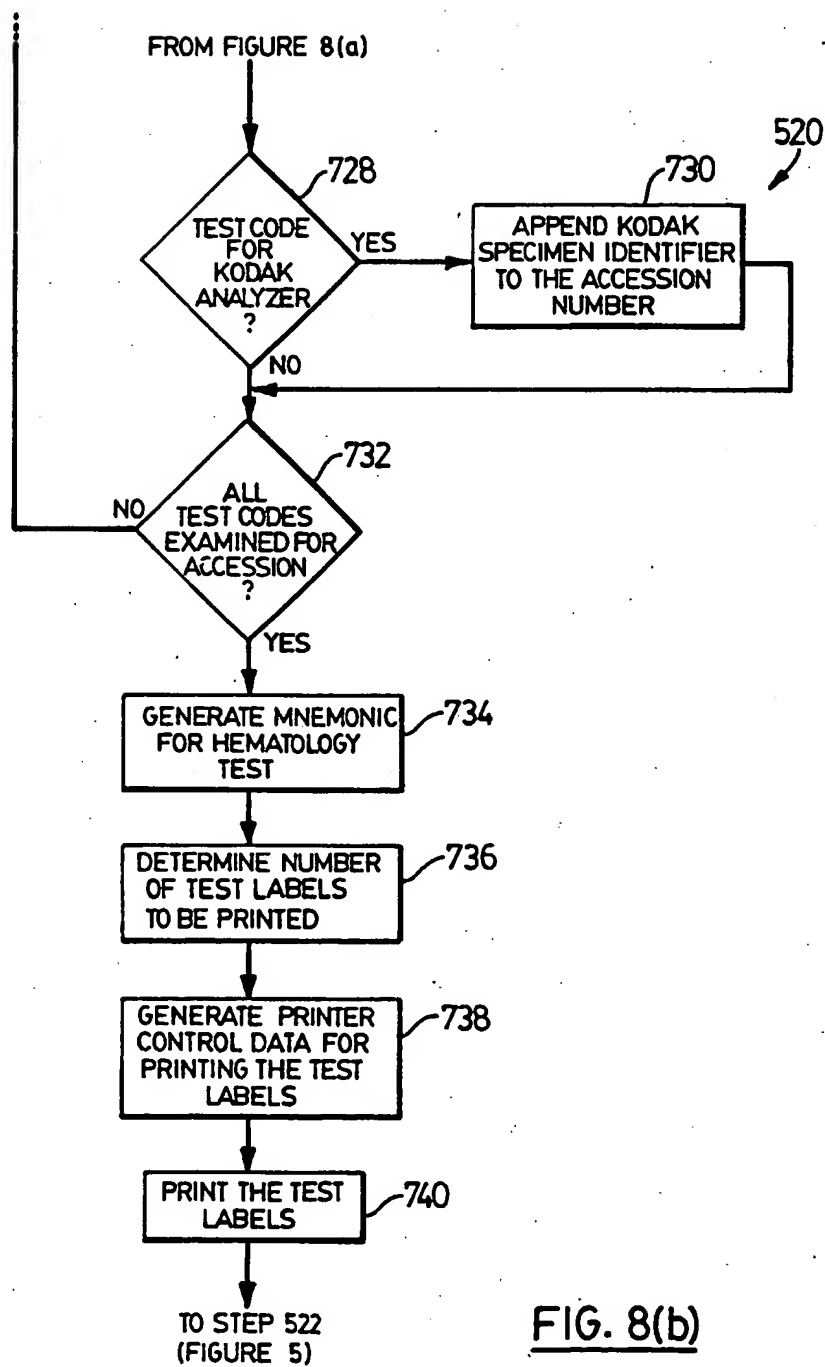 FROM FIGURE 8(a)
520
728
730
TEST CODE
FOR
KODAK
ANALYZER
?
YES
APPEND KODAK
SPECIMEN IDENTIFIER
TO THE ACCESSION
NUMBER
NO
732
NO
ALL
TEST CODES
EXAMINED FOR
ACCESSION
?
YES
GENERATE MNEMONIC
FOR HEMATOLOGY
TEST
734
DETERMINE NUMBER
OF TEST LABELS
TO BE PRINTED
736
GENERATE PRINTER
CONTROL DATA FOR
PRINTING THE TEST
LABELS
738
PRINT THE TEST
LABELS
740
TO STEP 522
(FIGURE 5)
FIG. 8(b)